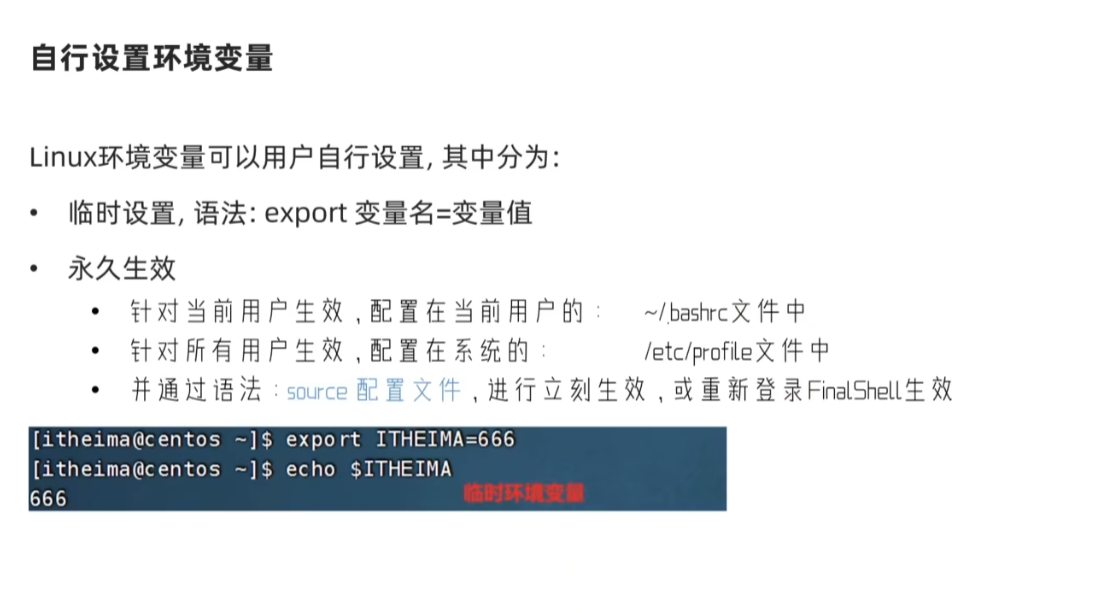 自行设置环境变量
Linux环境变量可以用户自行设置, 其中分为:
• 临时设置, 语法: export 变量名=变量值
• 永久生效
• 针对当前用户生效,配置在当前用户的: ~/.bashrc文件中
• 针对所有用户生效,配置在系统的: /etc/profile文件中
• 并通过语法:source 配置文件,进行立刻生效,或重新登录FinalShell生效
[itheima@centos ~]$ export ITHEIMA=666
[itheima@centos ~]$ echo $ITHEIMA
666
临时环境变量